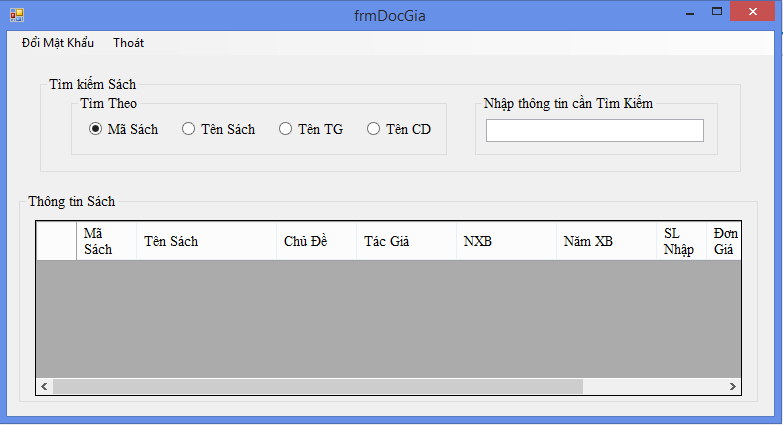 frmDocGia
Đổi Mật Khẩu Thoát
Tìm kiếm Sách
Tìm Theo
Nhập thông tin cần Tìm Kiếm
Mã Sách Tên Sách Tên TG Tên CD
Thông tin Sách
Mã Sách Tên Sách Chủ Đề Tác Giả NXB Năm XB SL Nhập Đơn Giá